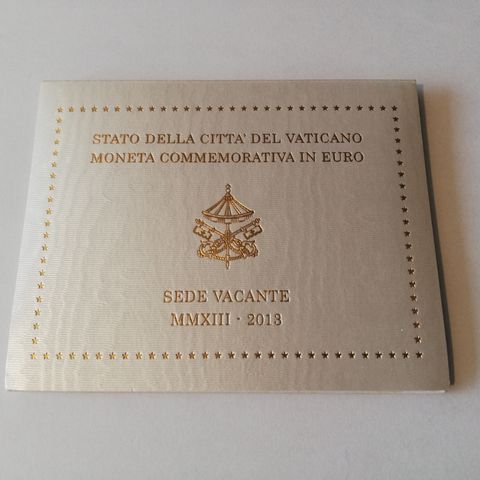 STATO DELLA CITTA' DEL VATICANO
MONETA COMMEMORATIVA IN EURO
SEDE VACANTE
MMXIII · 2013